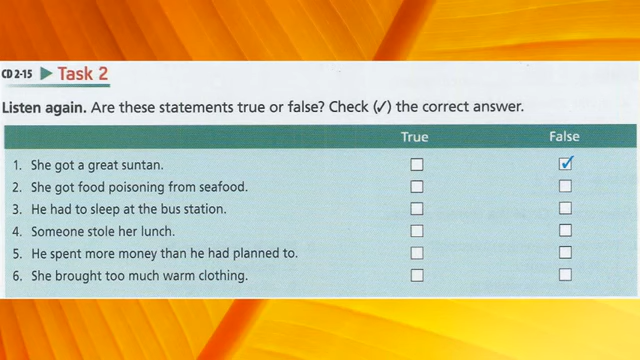 CD 2-15 ▶ Task 2
Listen again. Are these statements true or false? Check (✓) the correct answer.
True False
1. She got a great suntan. ☐ ☑
2. She got food poisoning from seafood. ☐ ☐
3. He had to sleep at the bus station. ☐ ☐
4. Someone stole her lunch. ☐ ☐
5. He spent more money than he had planned to. ☐ ☐
6. She brought too much warm clothing. ☐ ☐